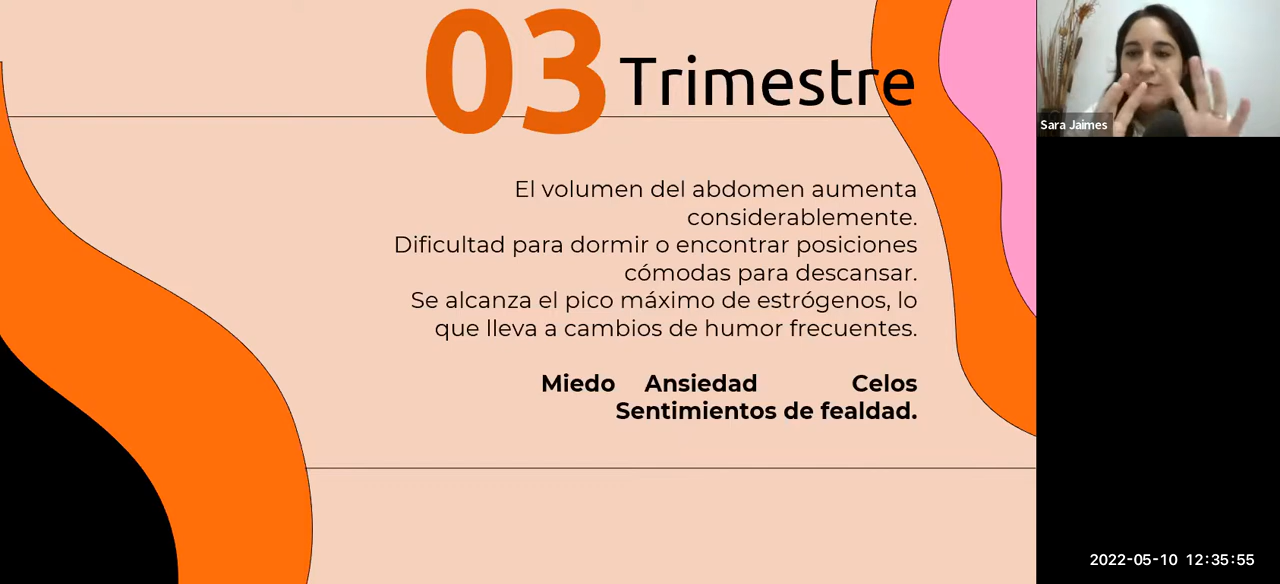 03 Trimestre
El volumen del abdomen aumenta
considerablemente.
Dificultad para dormir o encontrar posiciones
cómodas para descansar.
Se alcanza el pico máximo de estrógenos, lo
que lleva a cambios de humor frecuentes.
Miedo Ansiedad Celos
Sentimientos de fealdad.
Sara Jaimes
2022-05-10 12:35:55